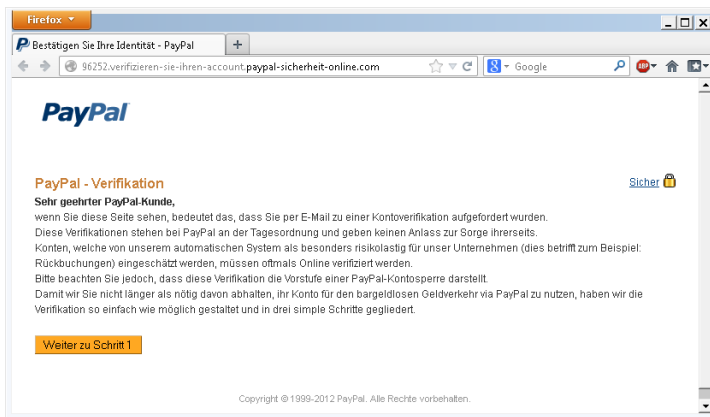 Firefox
Bestätigen Sie Ihre Identität - PayPal
96252.verifizieren-sie-ihren-account.paypal-sicherheit-online.com
Google
ABP
PayPal
PayPal - Verifikation
Sicher
Sehr geehrter PayPal-Kunde,
wenn Sie diese Seite sehen, bedeutet das, dass Sie per E-Mail zu einer Kontoverifikation aufgefordert wurden.
Diese Verifikationen stehen bei PayPal an der Tagesordnung und geben keinen Anlass zur Sorge ihrerseits.
Konten, welche von unserem automatischen System als besonders risikolastig für unser Unternehmen (dies betrifft zum Beispiel:
Rückbuchungen) eingeschätzt werden, müssen oftmals Online verifiziert werden.
Bitte beachten Sie jedoch, dass diese Verifikation die Vorstufe einer PayPal-Kontosperre darstellt.
Damit wir Sie nicht länger als nötig davon abhalten, ihr Konto für den bargeldlosen Geldverkehr via PayPal zu nutzen, haben wir die
Verifikation so einfach wie möglich gestaltet und in drei simple Schritte gegliedert.
Weiter zu Schritt 1
Copyright © 1999-2012 PayPal. Alle Rechte vorbehalten.